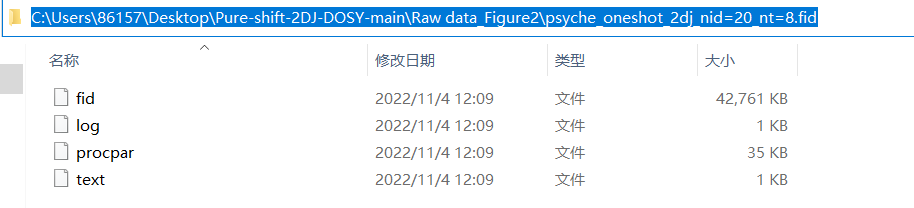 C:\Users\86157\Desktop\Pure-shift-2DJ-DOSY-main\Raw data_Figure2\psyche_oneshot_2dj_nid=20_nt=8.fid
名称 修改日期 类型 大小
fid 2022/11/4 12:09 文件 42,761 KB
log 2022/11/4 12:09 文件 1 KB
procpar 2022/11/4 12:09 文件 35 KB
text 2022/11/4 12:09 文件 1 KB